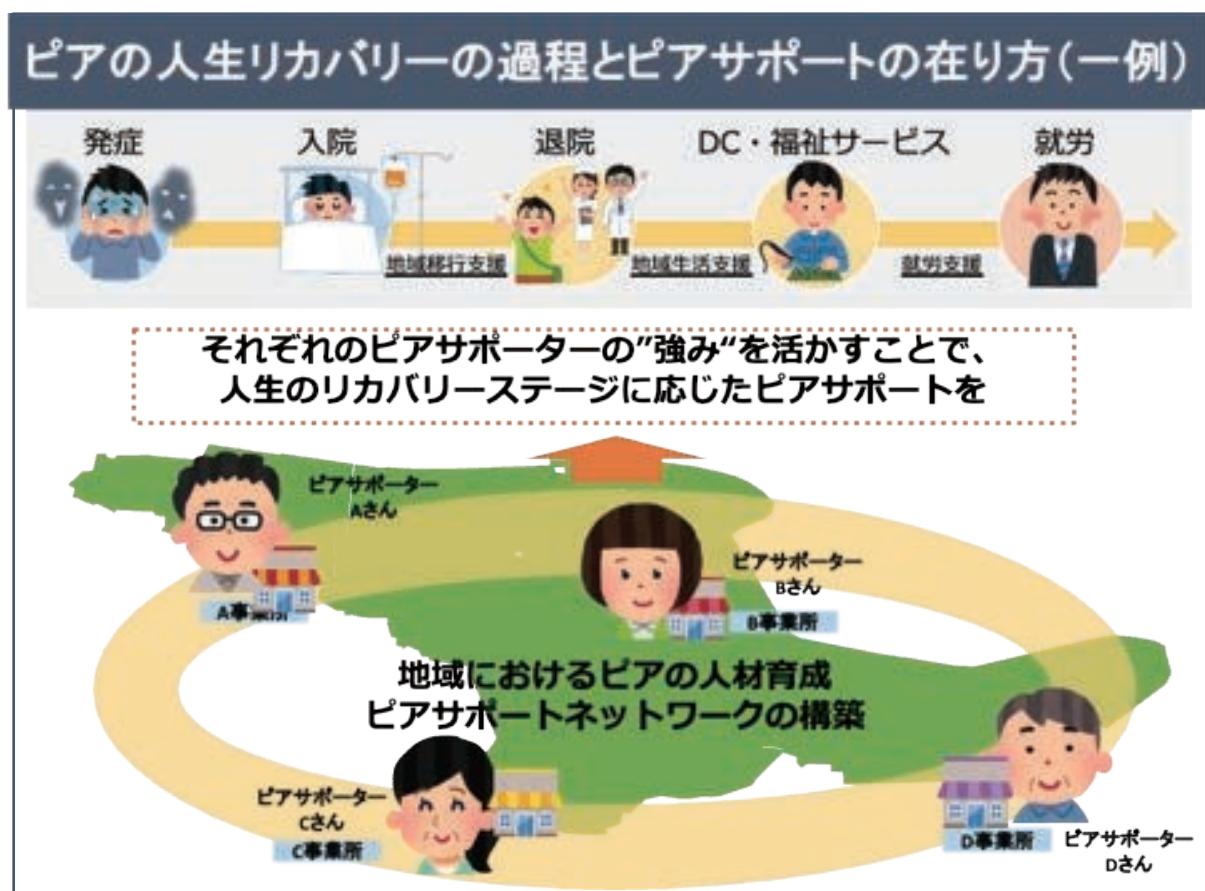 ピアの人生リカバリーの過程とピアサポートの在り方(一例)
発症
入院
退院
DC・福祉サービス
就労
地域移行支援
地域生活支援
就労支援
それぞれのピアサポーターの”強み“を活かすことで、
人生のリカバリーステージに応じたピアサポートを
ピアサポーター
Aさん
A事業所
ピアサポーター
Bさん
B事業所
地域におけるピアの人材育成
ピアサポートネットワークの構築
ピアサポーター
Cさん
C事業所
D事業所
ピアサポーター
Dさん